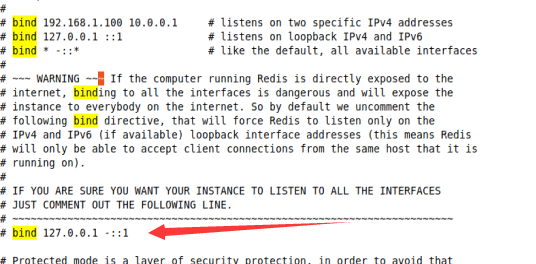 #
# bind 192.168.1.100 10.0.0.1     # listens on two specific IPv4 addresses
# bind 127.0.0.1 ::1              # listens on loopback IPv4 and IPv6
# bind * -::*                     # like the default, all available interfaces
#
# ~~~ WARNING ~~~ If the computer running Redis is directly exposed to the
# internet, binding to all the interfaces is dangerous and will expose the
# instance to everybody on the internet. So by default we uncomment the
# following bind directive, that will force Redis to listen only on the
# IPv4 and IPv6 (if available) loopback interface addresses (this means Redis
# will only be able to accept client connections from the same host that it is
# running on).
#
# IF YOU ARE SURE YOU WANT YOUR INSTANCE TO LISTEN TO ALL THE INTERFACES
# JUST COMMENT OUT THE FOLLOWING LINE.
# ~~~~~~~~~~~~~~~~~~~~~~~~~~~~~~~~~~~~~~~~~~~~~~~~~~~~~~~~~~~~~~~~~~~~~~~~
# bind 127.0.0.1 -::1

# Protected mode is a layer of security protection, in order to avoid that